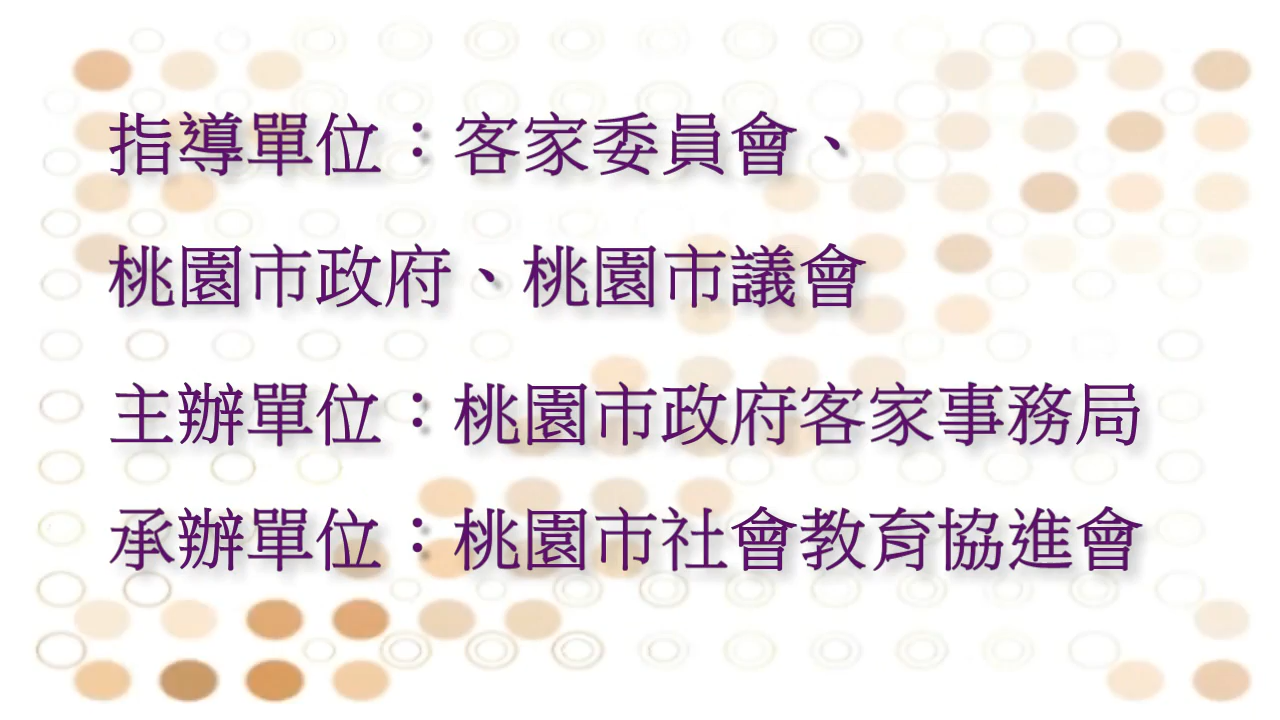 指導單位：客家委員會、
桃園市政府、桃園市議會
主辦單位：桃園市政府客家事務局
承辦單位：桃園市社會教育協進會